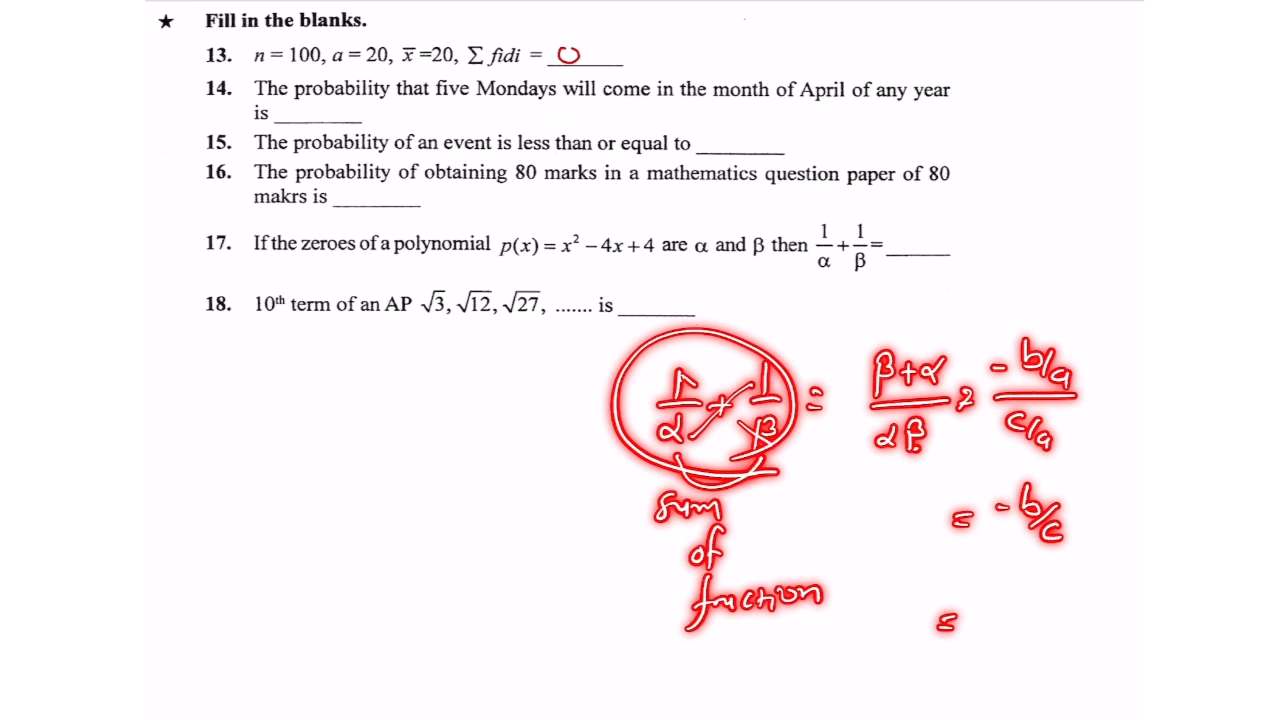 ★ Fill in the blanks.
13. n = 100, a = 20, x̅ =20, Σ fidi = 0
14. The probability that five Mondays will come in the month of April of any year
is ________
15. The probability of an event is less than or equal to ________
16. The probability of obtaining 80 marks in a mathematics question paper of 80
makrs is ________
17. If the zeroes of a polynomial p(x) = x² – 4x + 4 are α and β then 1/α + 1/β = ______
18. 10th term of an AP √3, √12, √27, ....... is _______
1/α + 1/β = (β+α)/(αβ) = (-b/a)/(c/a)
sum
of
fraction
= -b/c
=